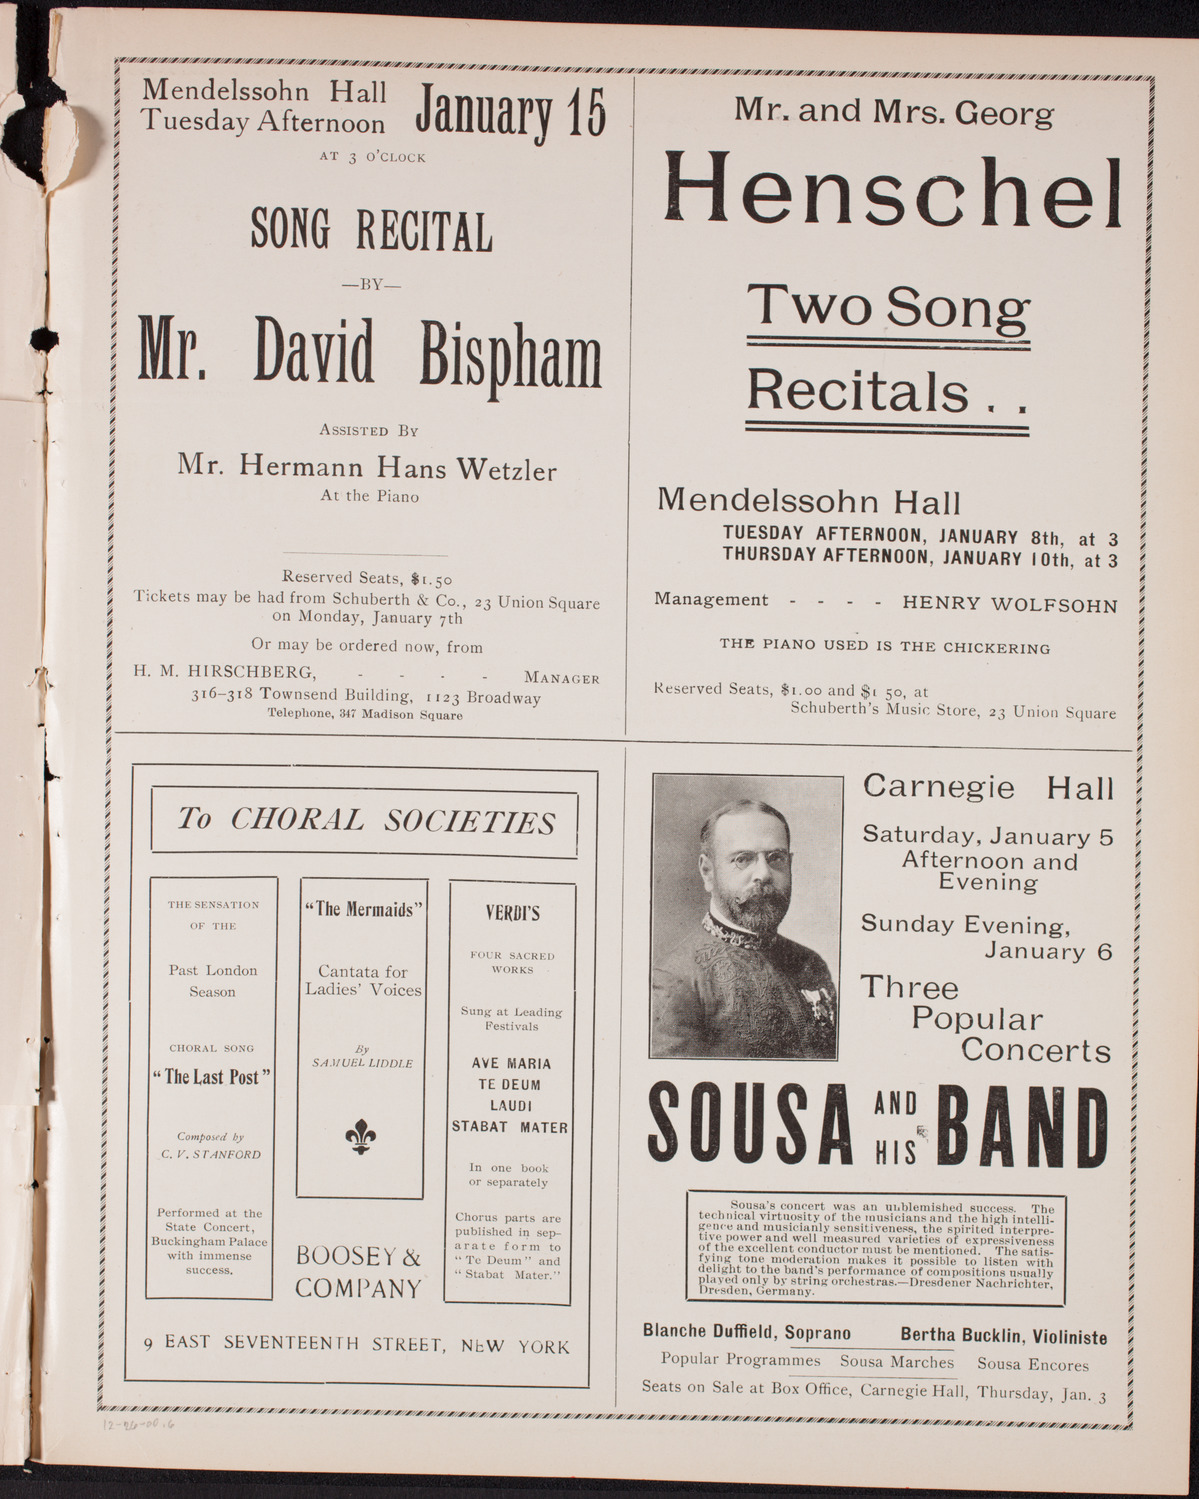 Mendelssohn Hall
Tuesday Afternoon
January 15
AT 3 O'CLOCK
SONG RECITAL
—BY—
Mr. David Bispham
ASSISTED BY
Mr. Hermann Hans Wetzler
At the Piano
Reserved Seats, $1.50
Tickets may be had from Schuberth & Co., 23 Union Square
on Monday, January 7th
Or may be ordered now, from
H. M. HIRSCHBERG, - - - - MANAGER
316–318 Townsend Building, 1123 Broadway
Telephone, 347 Madison Square
Mr. and Mrs. Georg
Henschel
Two Song
Recitals . .
Mendelssohn Hall
TUESDAY AFTERNOON, JANUARY 8th, at 3
THURSDAY AFTERNOON, JANUARY 10th, at 3
Management - - - - HENRY WOLFSOHN
THE PIANO USED IS THE CHICKERING
Reserved Seats, $1.00 and $1 50, at
Schuberth's Music Store, 23 Union Square
To CHORAL SOCIETIES
THE SENSATION
OF THE
Past London
Season
CHORAL SONG
"The Last Post"
Composed by
C. V. STANFORD
Performed at the
State Concert,
Buckingham Palace
with immense
success.
"The Mermaids"
Cantata for
Ladies' Voices
By
SAMUEL LIDDLE
VERDI'S
FOUR SACRED
WORKS
Sung at Leading
Festivals
AVE MARIA
TE DEUM
LAUDI
STABAT MATER
In one book
or separately
Chorus parts are
published in sep-
arate form to
"Te Deum" and
"Stabat Mater."
BOOSEY &
COMPANY
9 EAST SEVENTEENTH STREET, NEW YORK
Carnegie Hall
Saturday, January 5
Afternoon and
Evening
Sunday Evening,
January 6
Three
Popular
Concerts
SOUSA AND HIS BAND
Sousa's concert was an unblemished success. The
technical virtuosity of the musicians and the high intelli-
gence and musicianly sensitiveness, the spirited interpre-
tive power and well measured varieties of expressiveness
of the excellent conductor must be mentioned. The satis-
fying tone moderation makes it possible to listen with
delight to the band's performance of compositions usually
played only by string orchestras.—Dresdener Nachrichter,
Dresden, Germany.
Blanche Duffield, Soprano Bertha Bucklin, Violiniste
Popular Programmes Sousa Marches Sousa Encores
Seats on Sale at Box Office, Carnegie Hall, Thursday, Jan. 3
12-26-00.6